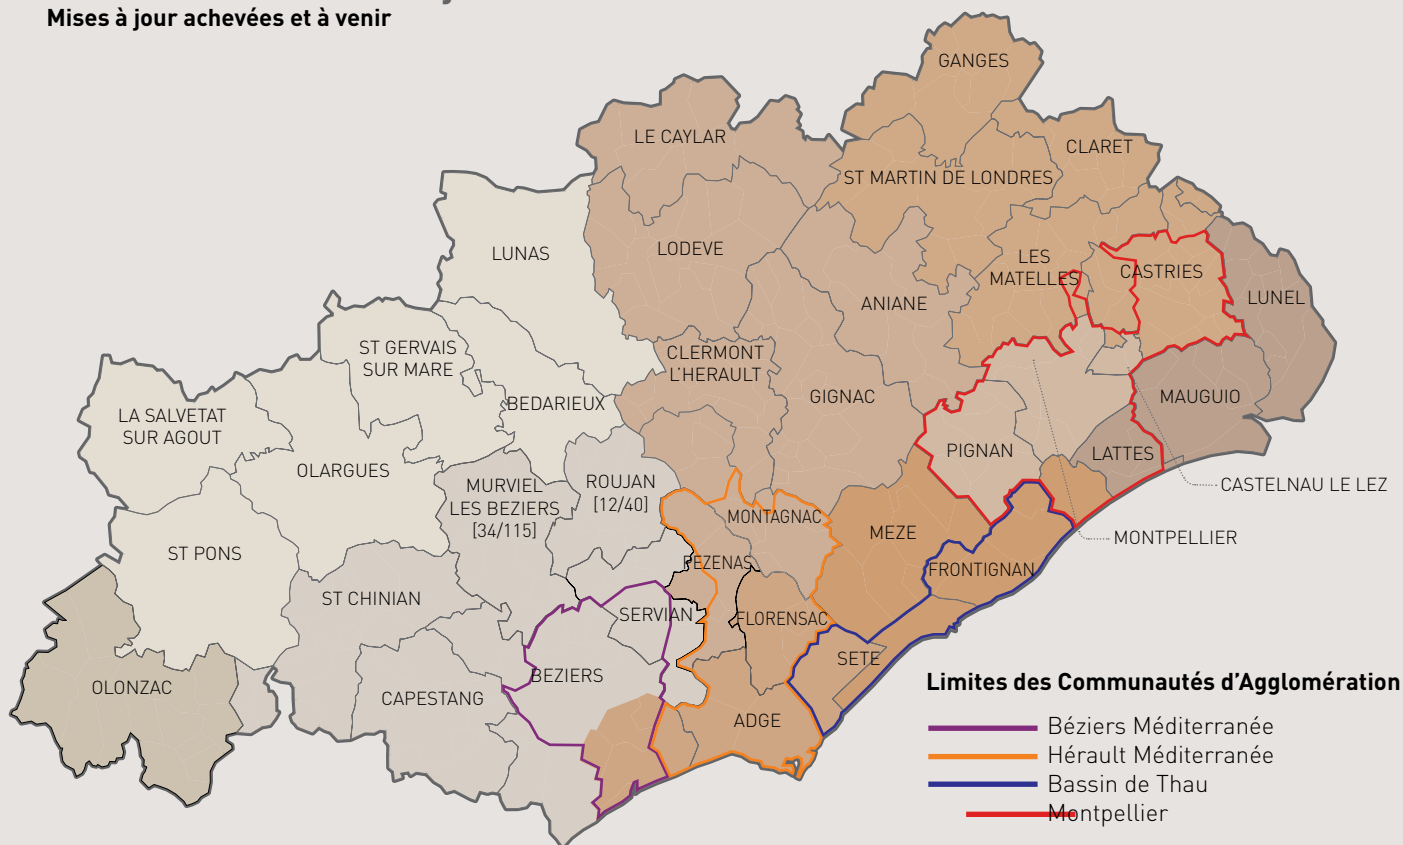 Mises à jour achevées et à venir
GANGES
LE CAYLAR
CLARET
ST MARTIN DE LONDRES
LUNAS
LODEVE
LES
MATELLES
CASTRIES
ANIANE
LUNEL
ST GERVAIS
SUR MARE
CLERMONT
L'HERAULT
BEDARIEUX
GIGNAC
MAUGUIO
LA SALVETAT
SUR AGOUT
OLARGUES
PIGNAN
LATTES
MURVIEL
LES BEZIERS
[34/115]
ROUJAN
[12/40]
CASTELNAU LE LEZ
MONTAGNAC
MEZE
MONTPELLIER
ST PONS
PEZENAS
FRONTIGNAN
ST CHINIAN
SERVIAN
FLORENSAC
SETE
OLONZAC
BEZIERS
CAPESTANG
ADGE
Limites des Communautés d'Agglomération
Béziers Méditerranée
Hérault Méditerranée
Bassin de Thau
Montpellier